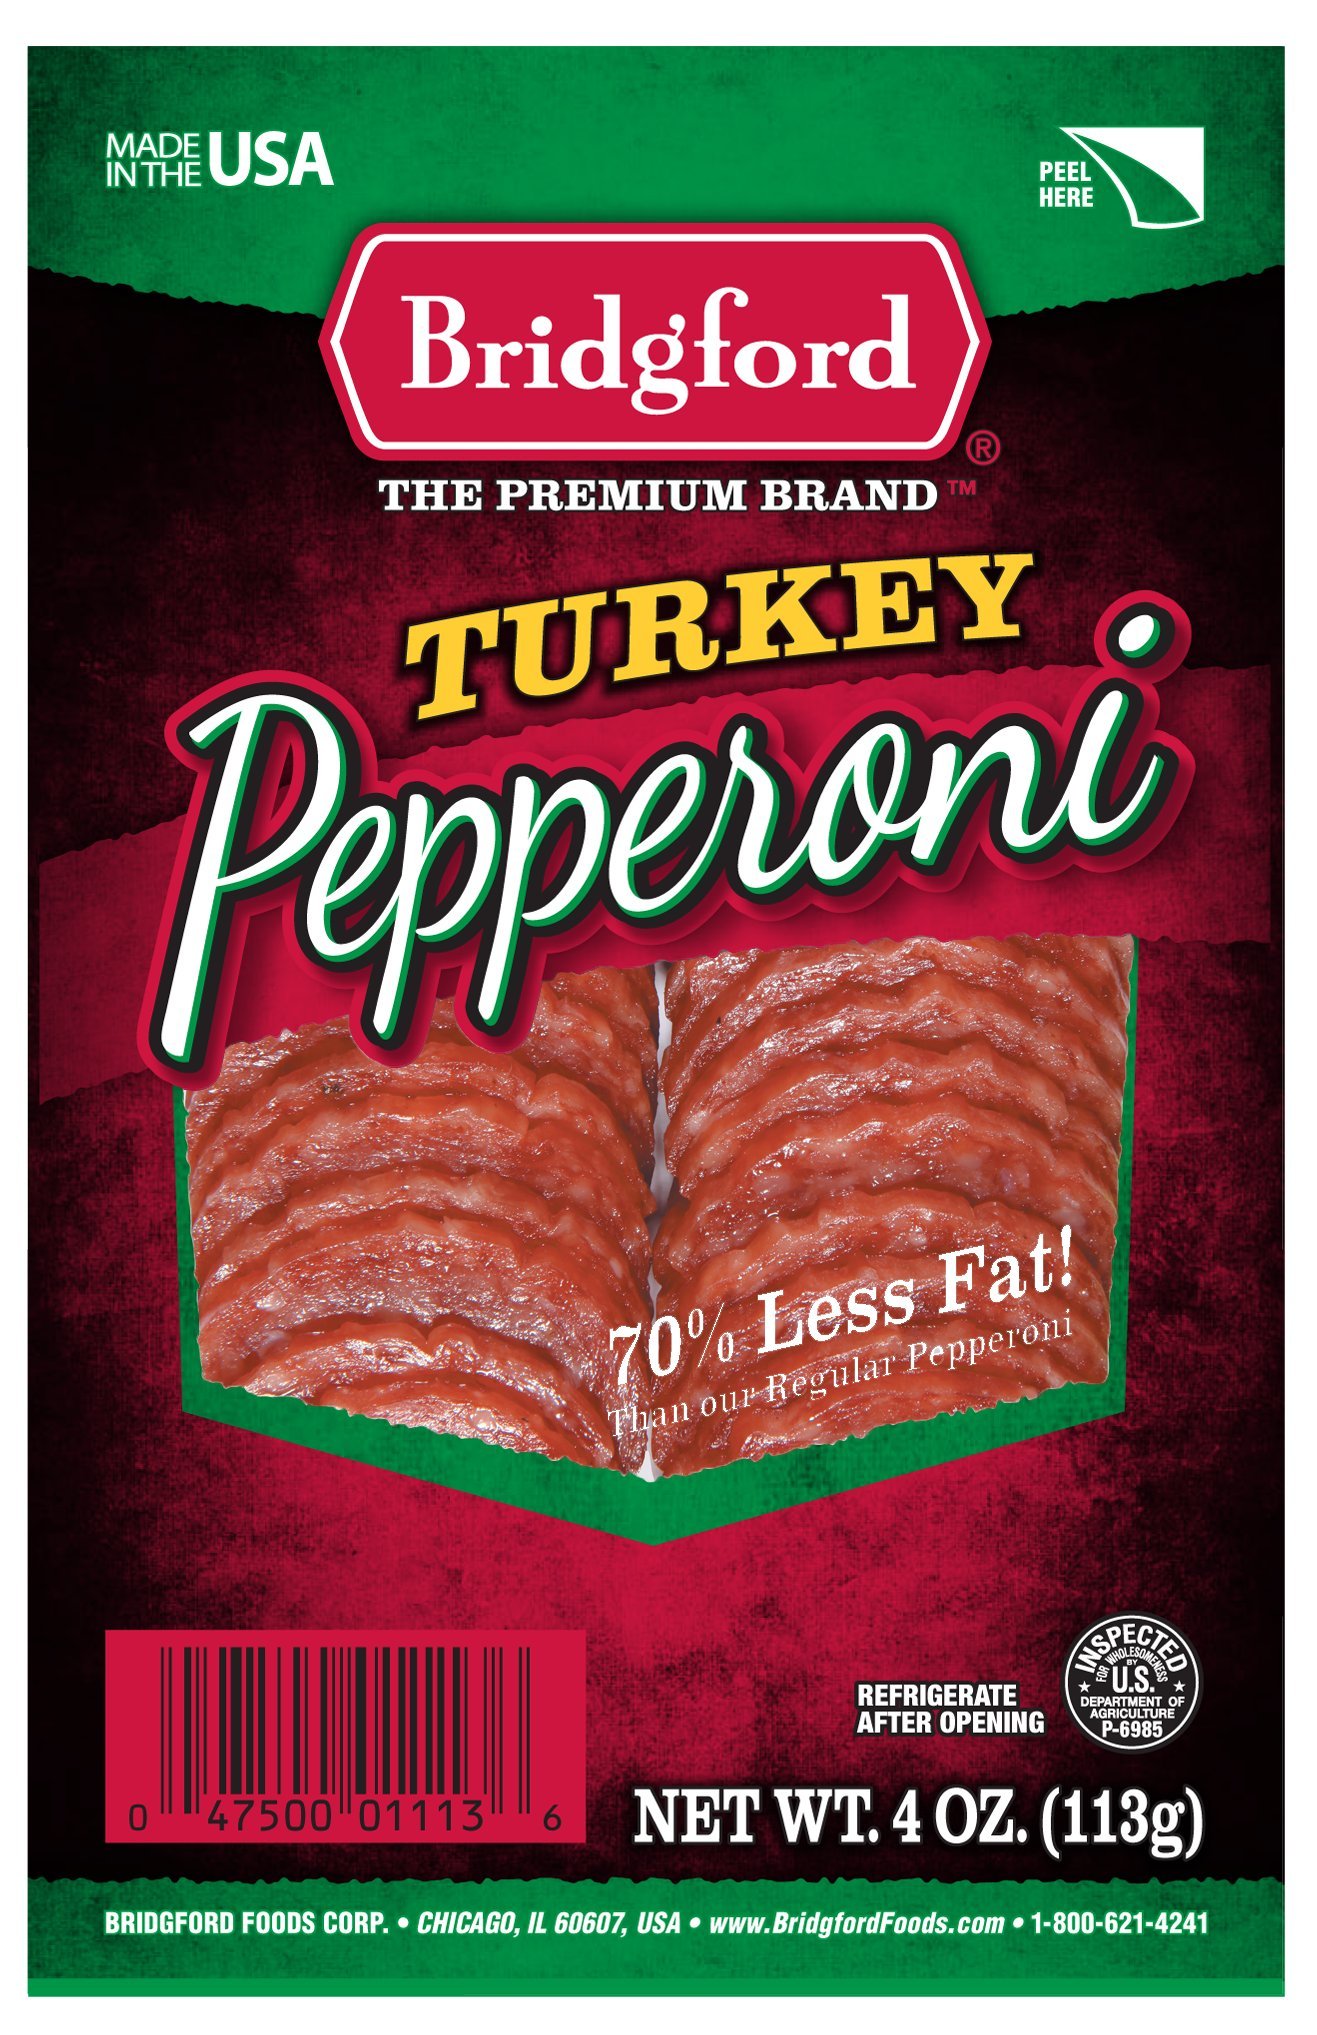 MADE
IN THE USA
PEEL
HERE
Bridgford®
THE PREMIUM BRAND™
TURKEY
Pepperoni
70% Less Fat!
Than our Regular Pepperoni
INSPECTED
FOR WHOLESOMENESS
BY
U.S.
DEPARTMENT OF
AGRICULTURE
P-6985
REFRIGERATE
AFTER OPENING
0 47500 01113 6
NET WT. 4 OZ. (113g)
BRIDGFORD FOODS CORP. • CHICAGO, IL 60607, USA • www.BridgfordFoods.com • 1-800-621-4241